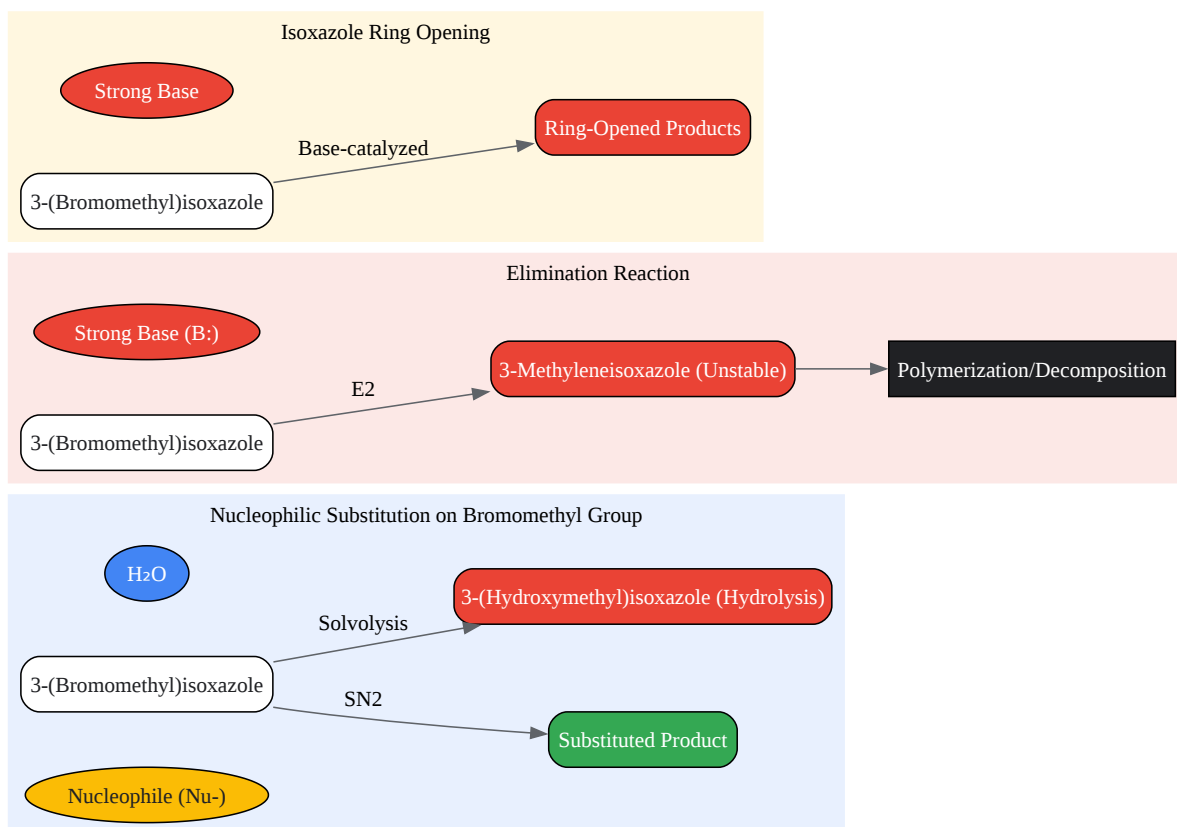 Isoxazole Ring Opening
Strong Base
Ring-Opened Products
Base-catalyzed
3-(Bromomethyl)isoxazole
Elimination Reaction
Strong Base (B:)
3-Methyleneisoxazole (Unstable)
Polymerization/Decomposition
E2
3-(Bromomethyl)isoxazole
Nucleophilic Substitution on Bromomethyl Group
H₂O
3-(Hydroxymethyl)isoxazole (Hydrolysis)
Solvolysis
3-(Bromomethyl)isoxazole
SN2
Substituted Product
Nucleophile (Nu-)